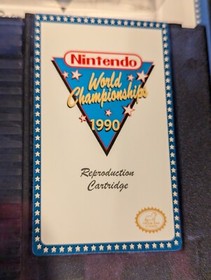 Nintendo
World
Championships
1990
Reproduction
Cartridge